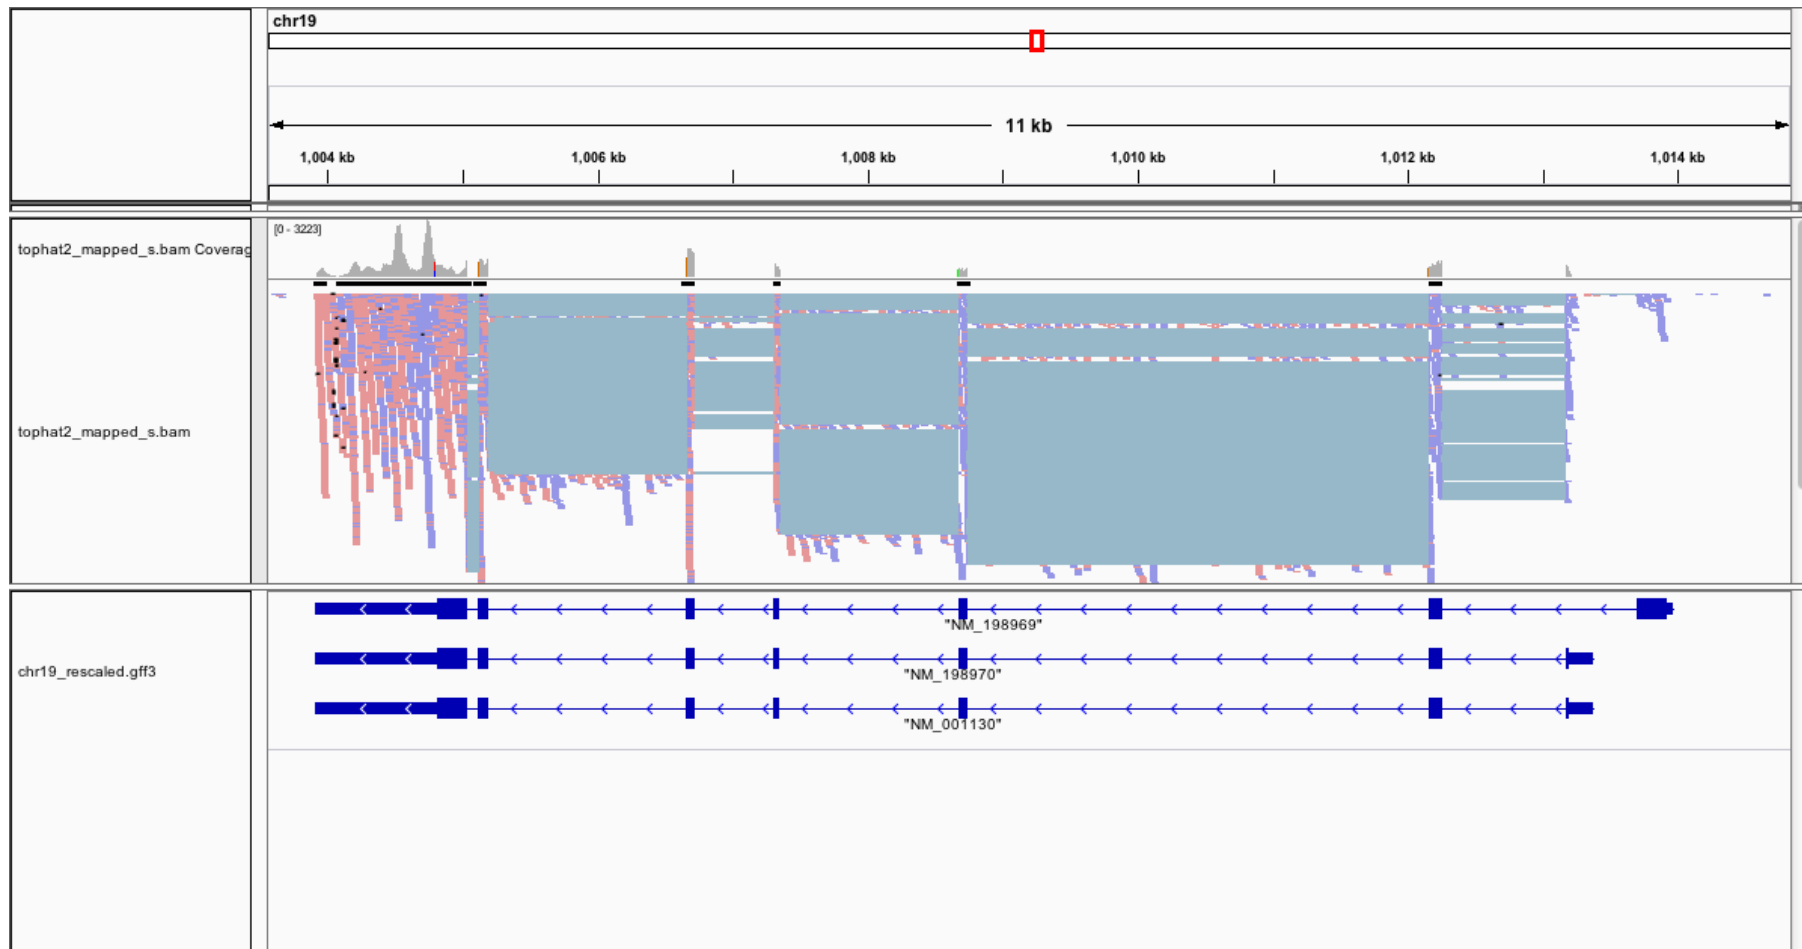 chr19
11 kb
1,004 kb 1,006 kb 1,008 kb 1,010 kb 1,012 kb 1,014 kb
tophat2_mapped_s.bam Coverag
[0 - 3223]
tophat2_mapped_s.bam
"NM_198969"
chr19_rescaled.gff3
"NM_198970"
"NM_001130"